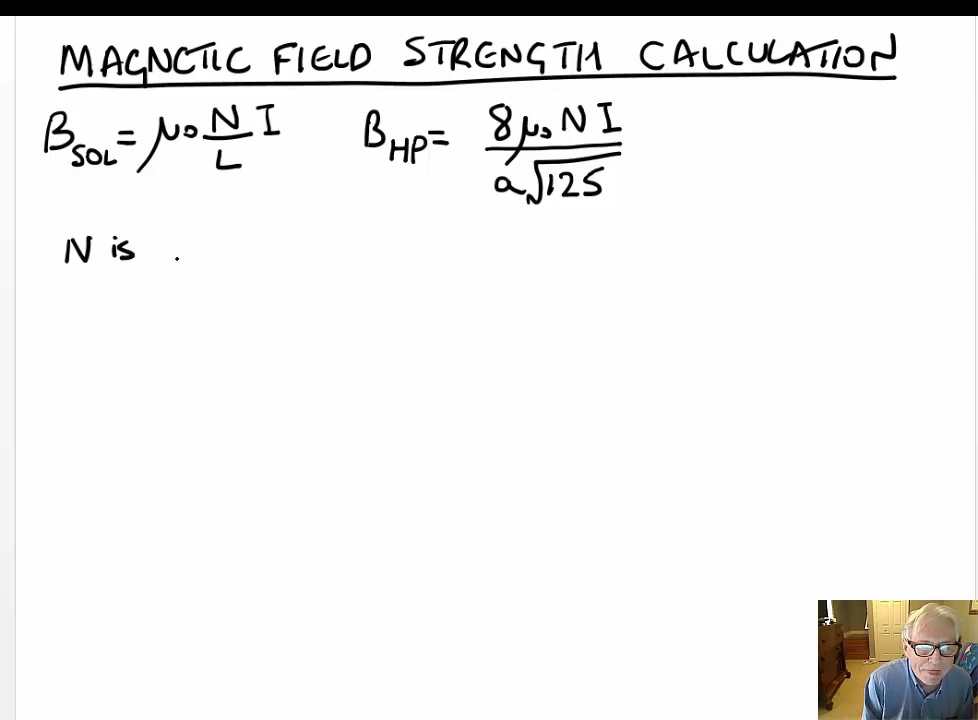 MAGNETIC FIELD STRENGTH CALCULATION
B_SOL = μ₀ N/L I    B_HP = 8μ₀ N I / a√125
N is .